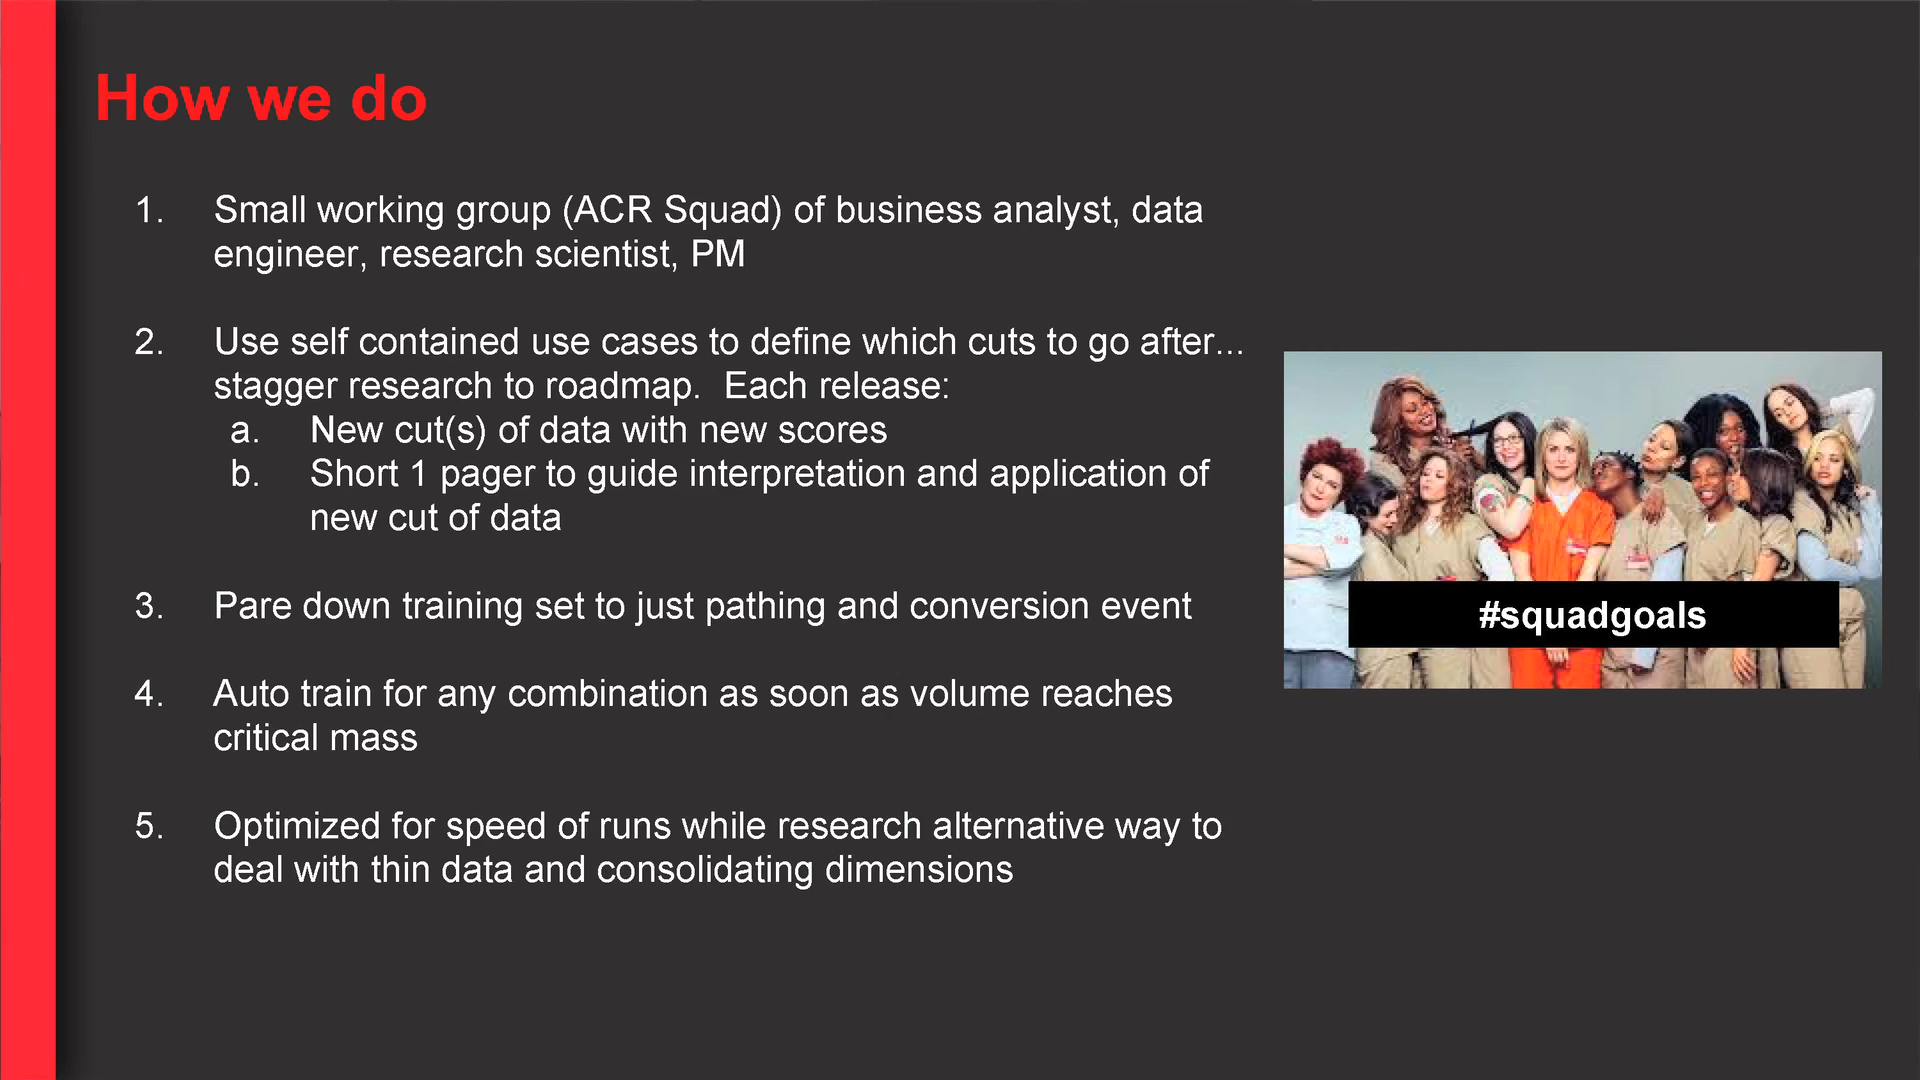 How we do
1. Small working group (ACR Squad) of business analyst, data
engineer, research scientist, PM
2. Use self contained use cases to define which cuts to go after...
stagger research to roadmap.  Each release:
a. New cut(s) of data with new scores
b. Short 1 pager to guide interpretation and application of
new cut of data
3. Pare down training set to just pathing and conversion event
4. Auto train for any combination as soon as volume reaches
critical mass
5. Optimized for speed of runs while research alternative way to
deal with thin data and consolidating dimensions
#squadgoals